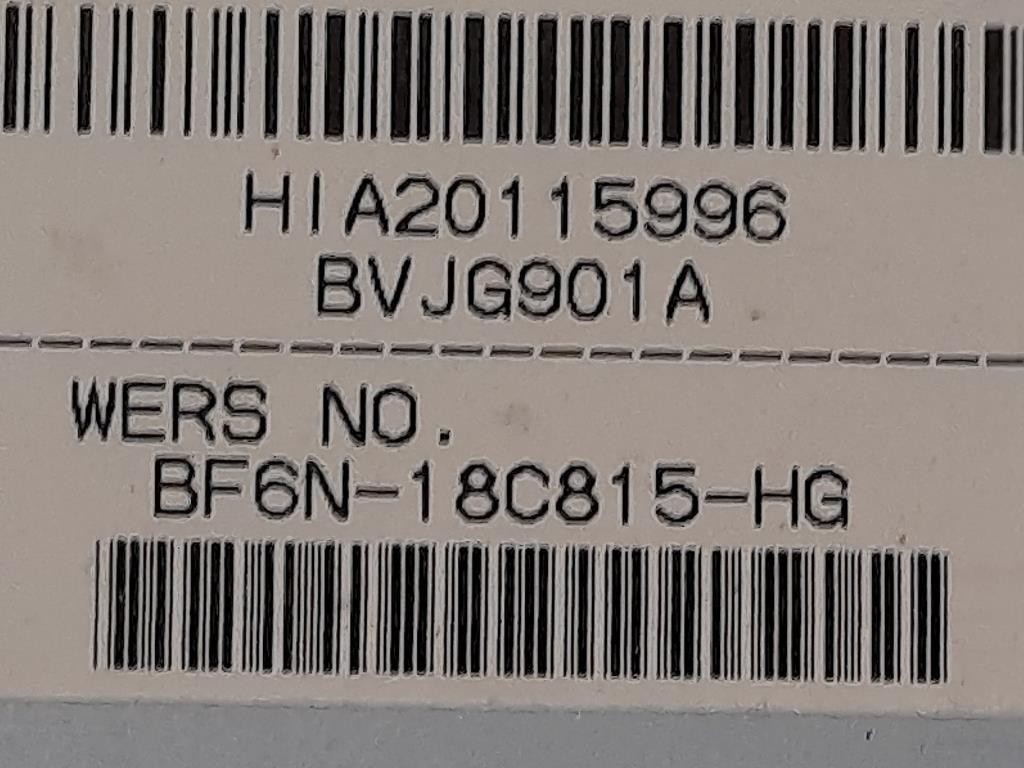 HIA20115996
BVJG901A
WERS NO.
BF6N-18C815-HG